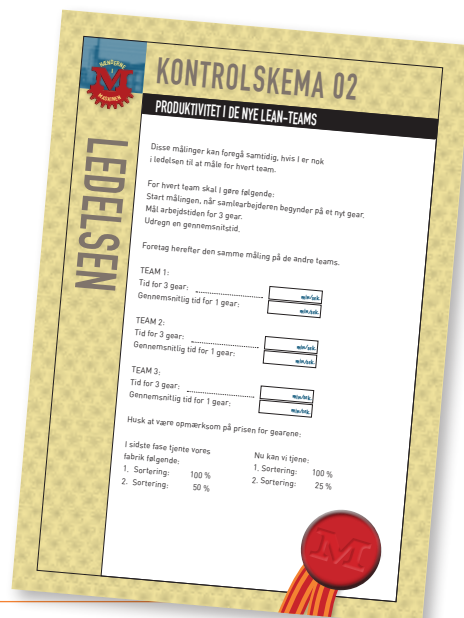 HÆNDERNE
M
MASKINEN
KONTROLSKEMA 02
PRODUKTIVITET I DE NYE LEAN-TEAMS
LEDELSEN
Disse målinger kan foregå samtidig, hvis I er nok
i ledelsen til at måle for hvert team.
For hvert team skal I gøre følgende:
Start målingen, når samlearbejderen begynder på et nyt gear.
Mål arbejdstiden for 3 gear.
Udregn en gennemsnitstid.
Foretag herefter den samme måling på de andre teams.
TEAM 1:
Tid for 3 gear: min/sek.
Gennemsnitlig tid for 1 gear: min/sek.
TEAM 2:
Tid for 3 gear: min/sek.
Gennemsnitlig tid for 1 gear: min/sek.
TEAM 3:
Tid for 3 gear: min/sek.
Gennemsnitlig tid for 1 gear: min/sek.
Husk at være opmærksom på prisen for gearene:
I sidste fase tjente vores
fabrik følgende:
1. Sortering: 100 %
2. Sortering: 50 %
Nu kan vi tjene:
1. Sortering: 100 %
2. Sortering: 25 %
M